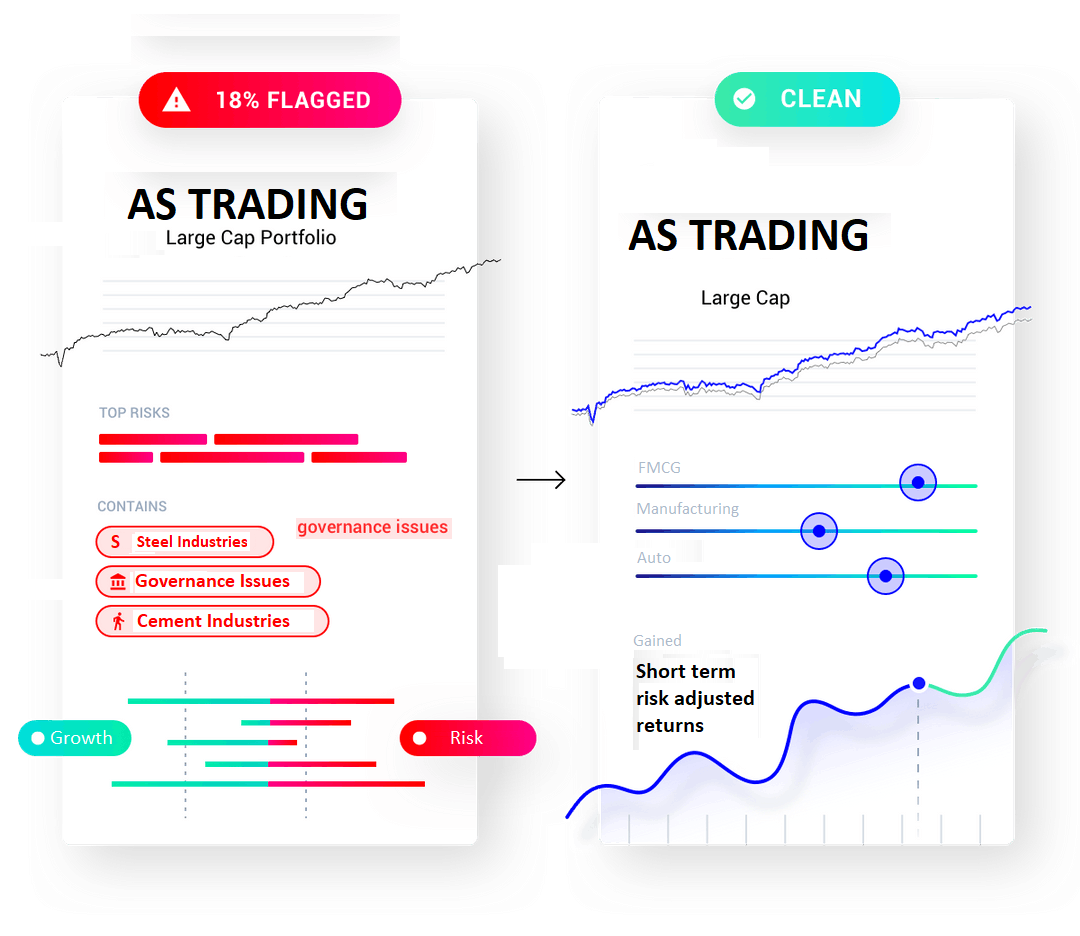 18% FLAGGED
AS TRADING
Large Cap Portfolio
TOP RISKS
CONTAINS
S Steel Industries
governance issues
Governance Issues
Cement Industries
Growth
Risk
CLEAN
AS TRADING
Large Cap
FMCG
Manufacturing
Auto
Gained
Short term
risk adjusted
returns